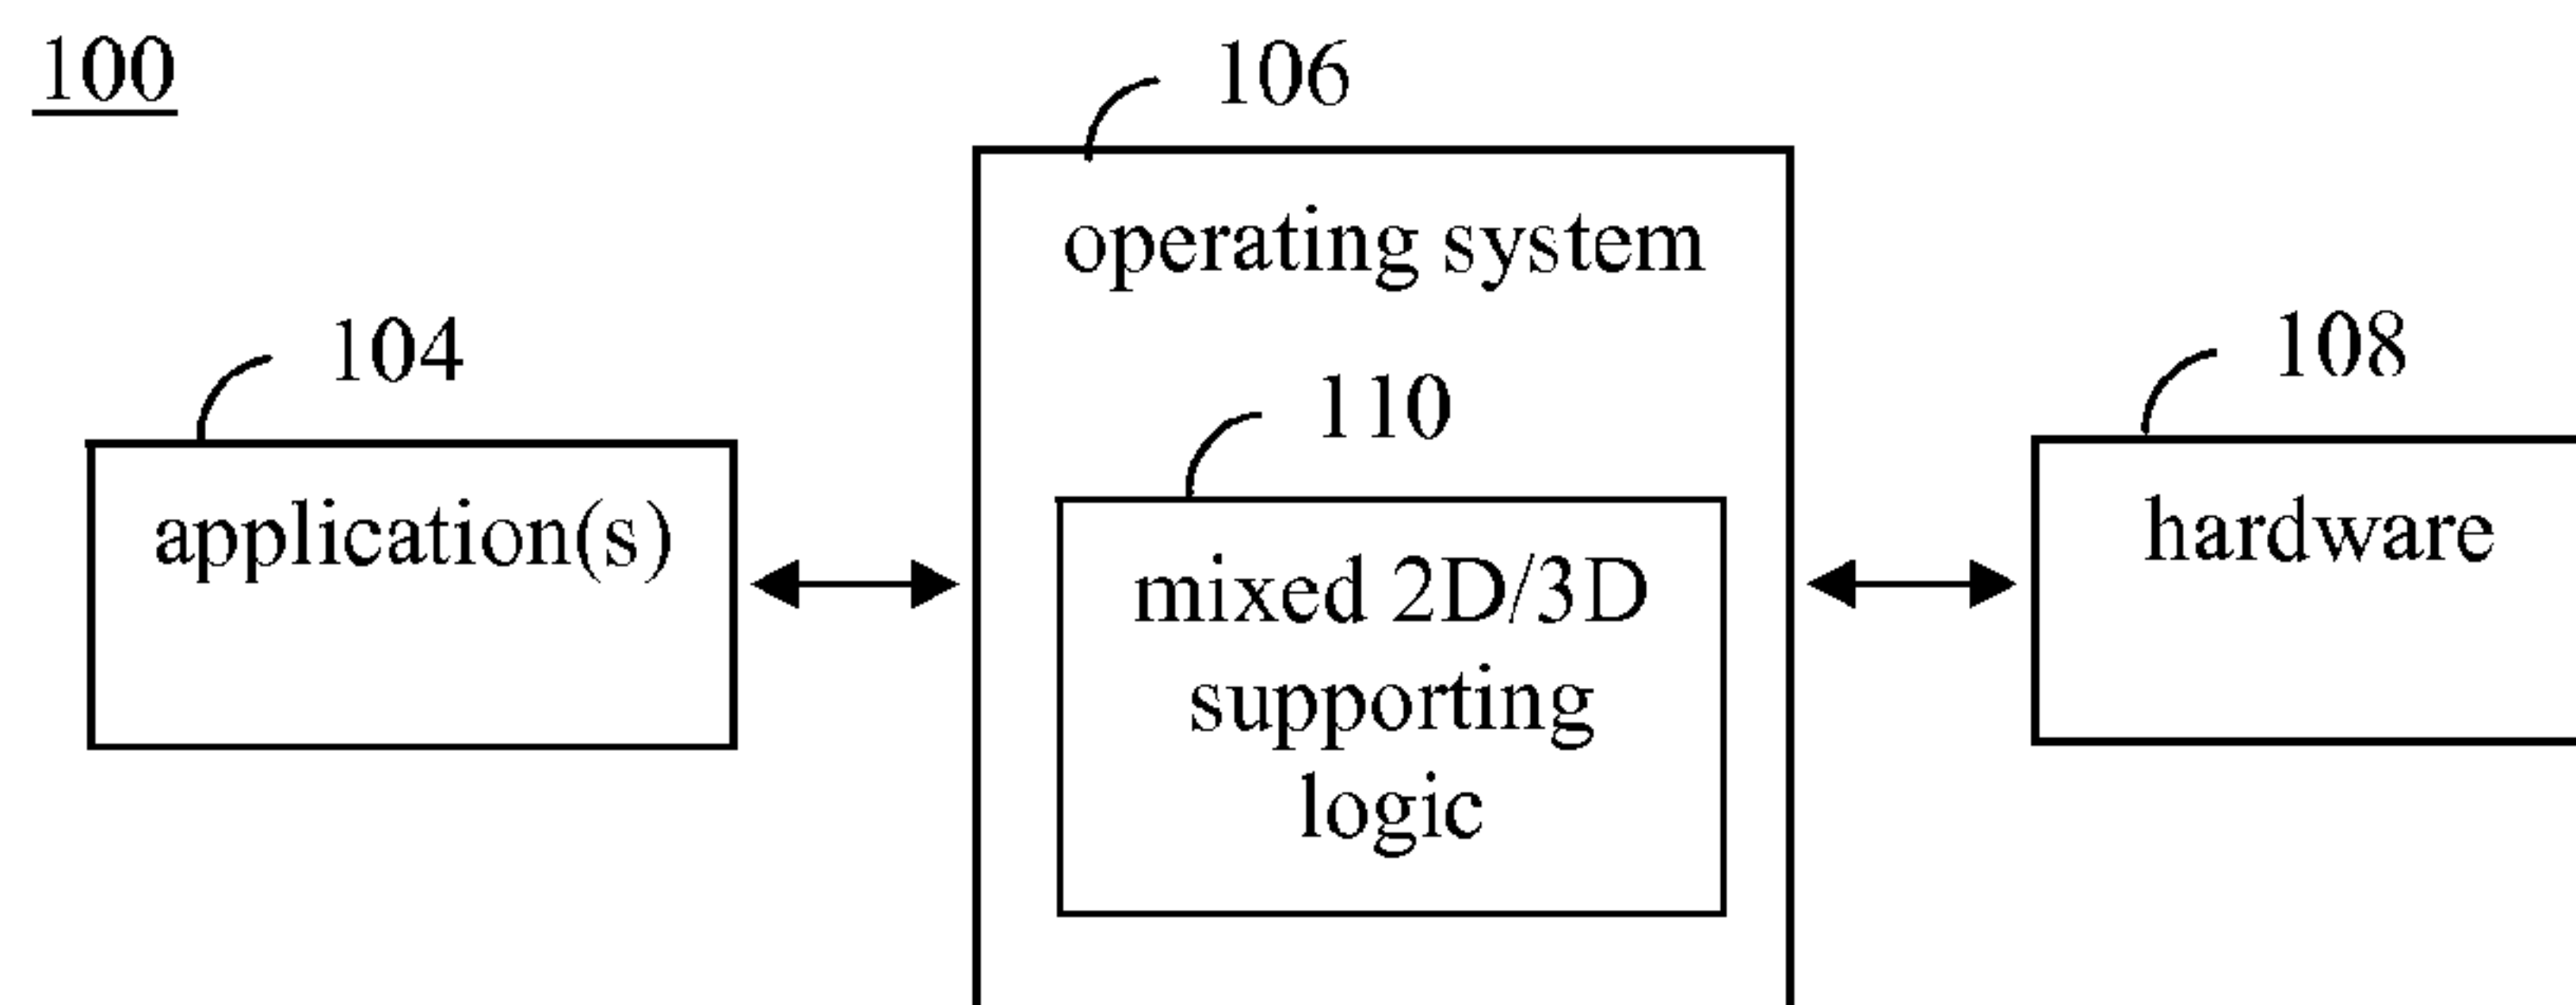 100
106
operating system
104
application(s)
110
mixed 2D/3D
supporting
logic
108
hardware